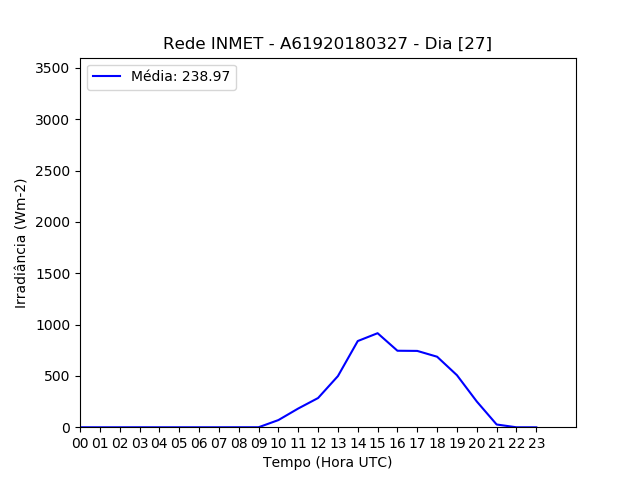 Rede INMET - A61920180327 - Dia [27]
Média: 238.97
3500
3000
2500
2000
1500
1000
500
0
Irradiância (Wm-2)
00 01 02 03 04 05 06 07 08 09 10 11 12 13 14 15 16 17 18 19 20 21 22 23
Tempo (Hora UTC)